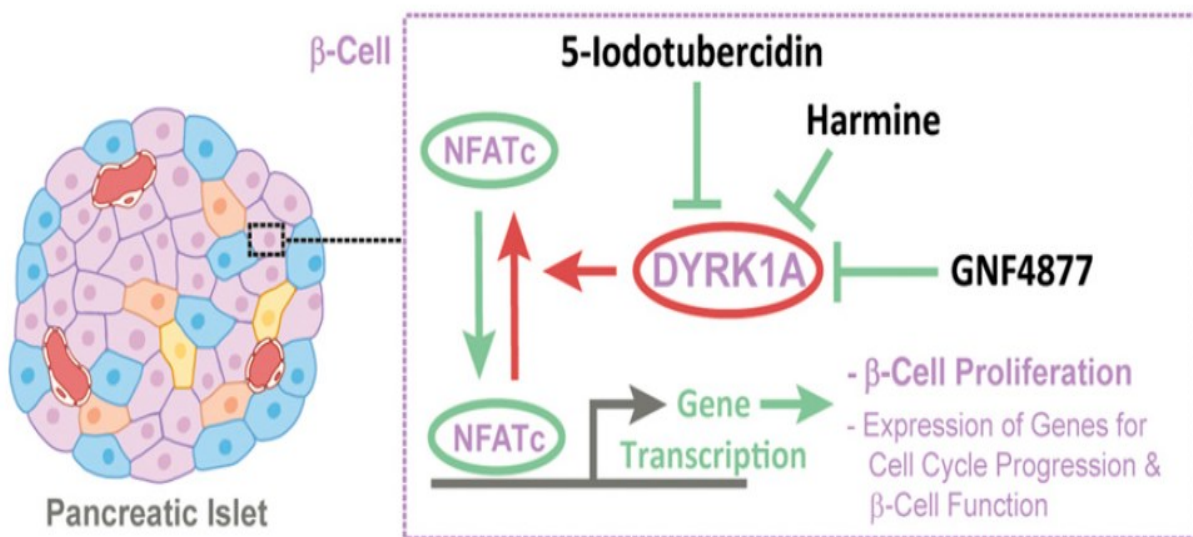 β-Cell
5-Iodotubercidin
Harmine
NFATc
DYRK1A
GNF4877
NFATc
Gene
Transcription
- β-Cell Proliferation
- Expression of Genes for
Cell Cycle Progression &
β-Cell Function
Pancreatic Islet